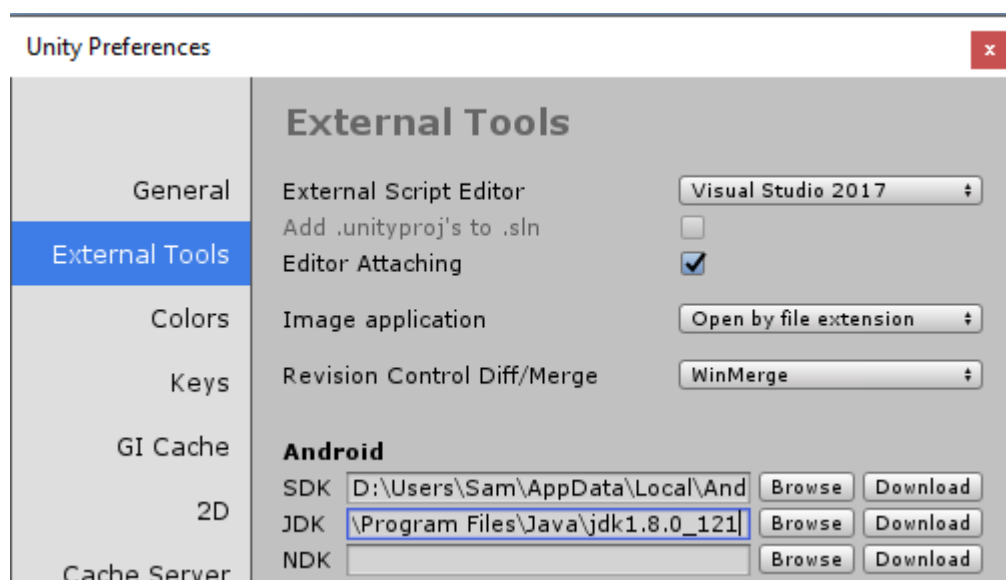 Unity Preferences
x
External Tools
General
External Script Editor
Visual Studio 2017
Add .unityproj's to .sln
External Tools
Editor Attaching
Colors
Image application
Open by file extension
Keys
Revision Control Diff/Merge
WinMerge
GI Cache
Android
SDK D:\Users\Sam\AppData\Local\And Browse Download
2D
JDK \Program Files\Java\jdk1.8.0_121 Browse Download
NDK Browse Download
Cache Server